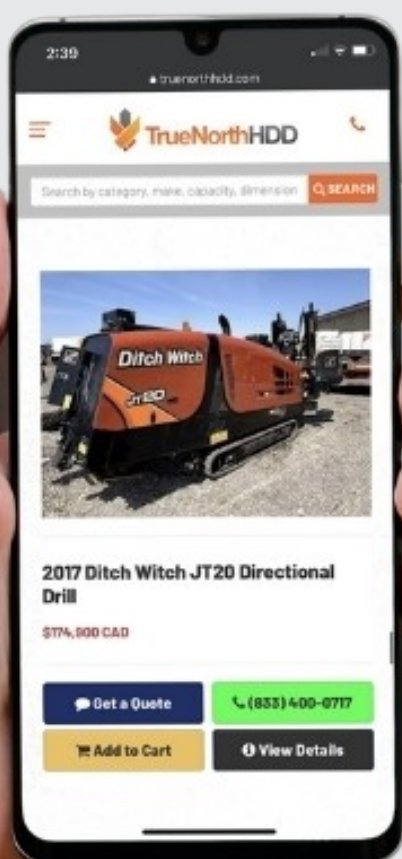 2:39
truenorthhdd.com
TrueNorthHDD
Search by category, make, capacity, dimension
SEARCH
Ditch Witch
JT20
2017 Ditch Witch JT20 Directional
Drill
$174,900 CAD
Get a Quote
(833) 400-0717
Add to Cart
View Details